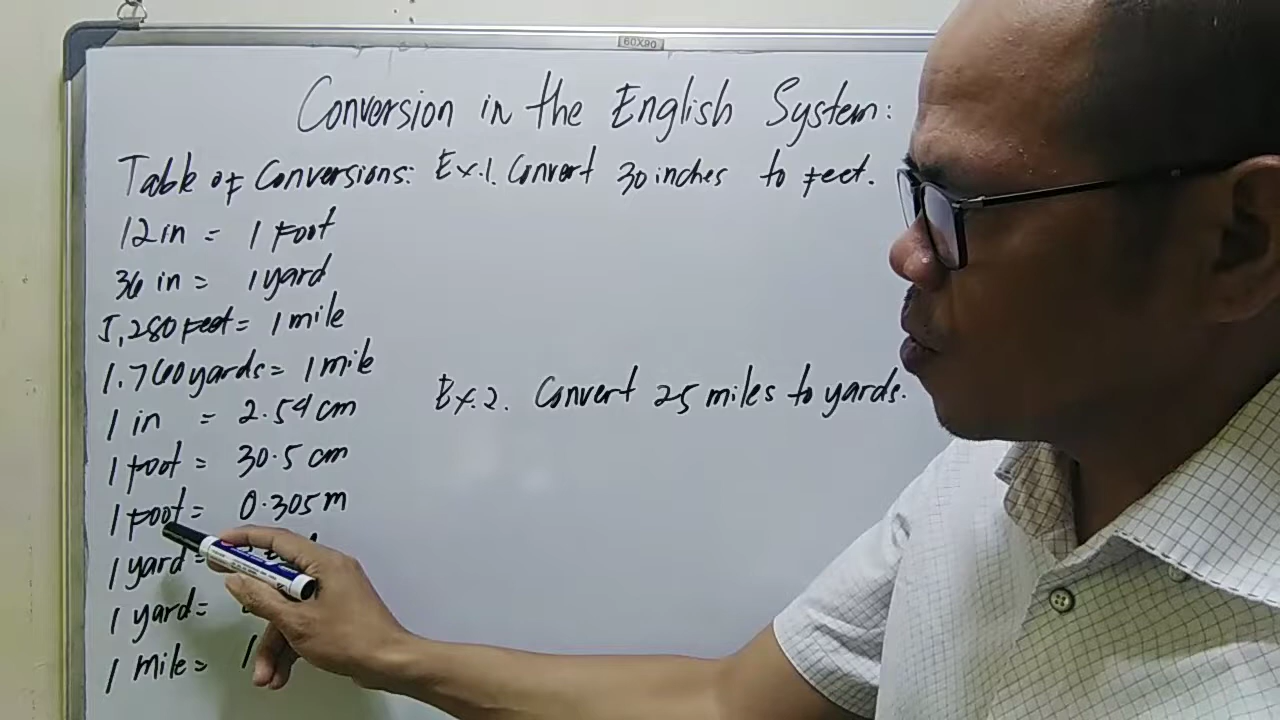 60X90
Conversion in the English System:
Table of Conversions:
12 in = 1 foot
36 in = 1 yard
5,280 feet = 1 mile
1.760 yards = 1 mile
1 in = 2.54 cm
1 foot = 30.5 cm
1 foot = 0.305 m
1 yard =
1 yard =
1 mile = 1
Ex.1. Convert 30 inches to feet.
Ex.2. Convert 25 miles to yards.